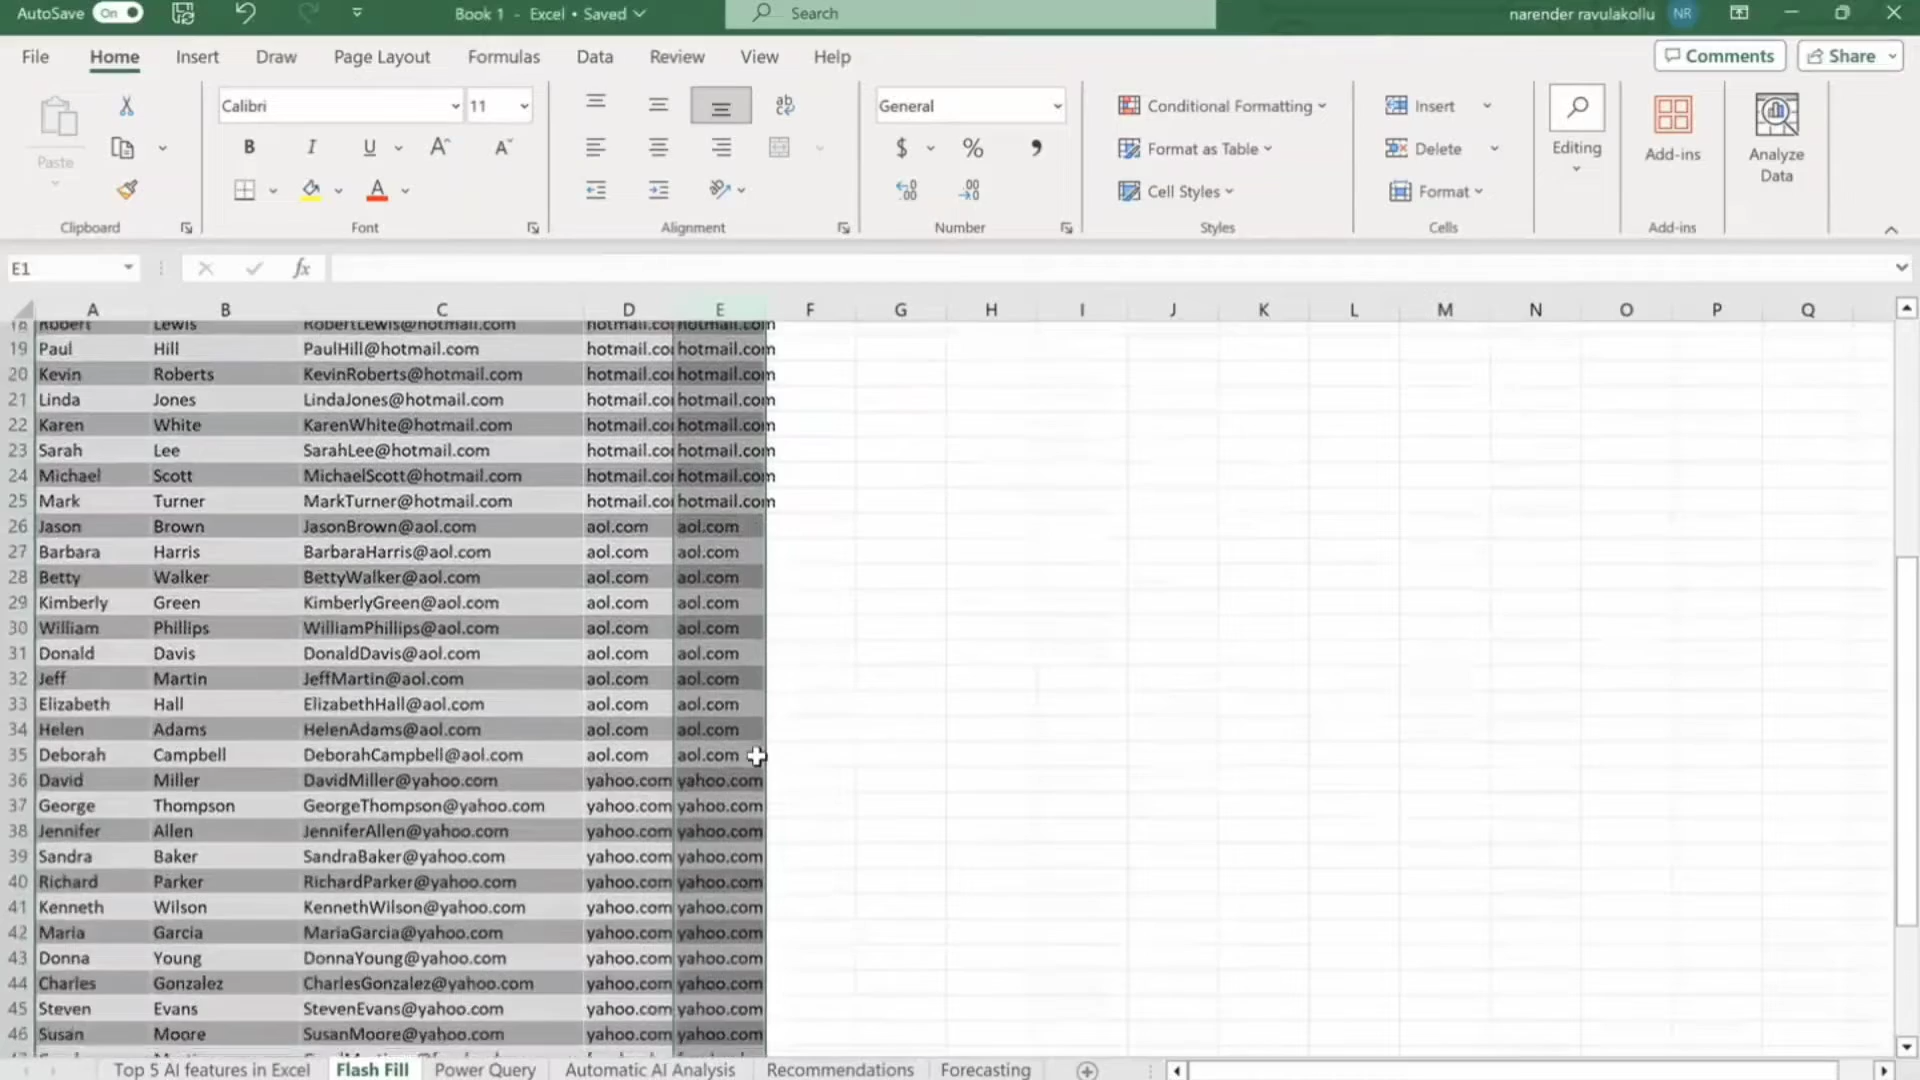 AutoSave On Book 1 - Excel • Saved Search narender ravulakollu NR
File Home Insert Draw Page Layout Formulas Data Review View Help Comments Share
Paste
Clipboard
Calibri 11
B I U A A
A
Font
ab
Alignment
General
$ % ,
Number
Conditional Formatting
Format as Table
Cell Styles
Styles
Insert
Delete
Format
Cells
Editing
Add-ins
Add-ins
Analyze
Data
E1 fx
A B C D E F G H I J K L M N O P Q
18 Robert Lewis RobertLewis@hotmail.com hotmail.co hotmail.com
19 Paul Hill PaulHill@hotmail.com hotmail.co hotmail.com
20 Kevin Roberts KevinRoberts@hotmail.com hotmail.co hotmail.com
21 Linda Jones LindaJones@hotmail.com hotmail.co hotmail.com
22 Karen White KarenWhite@hotmail.com hotmail.co hotmail.com
23 Sarah Lee SarahLee@hotmail.com hotmail.co hotmail.com
24 Michael Scott MichaelScott@hotmail.com hotmail.co hotmail.com
25 Mark Turner MarkTurner@hotmail.com hotmail.co hotmail.com
26 Jason Brown JasonBrown@aol.com aol.com aol.com
27 Barbara Harris BarbaraHarris@aol.com aol.com aol.com
28 Betty Walker BettyWalker@aol.com aol.com aol.com
29 Kimberly Green KimberlyGreen@aol.com aol.com aol.com
30 William Phillips WilliamPhillips@aol.com aol.com aol.com
31 Donald Davis DonaldDavis@aol.com aol.com aol.com
32 Jeff Martin JeffMartin@aol.com aol.com aol.com
33 Elizabeth Hall ElizabethHall@aol.com aol.com aol.com
34 Helen Adams HelenAdams@aol.com aol.com aol.com
35 Deborah Campbell DeborahCampbell@aol.com aol.com aol.com
36 David Miller DavidMiller@yahoo.com yahoo.com yahoo.com
37 George Thompson GeorgeThompson@yahoo.com yahoo.com yahoo.com
38 Jennifer Allen JenniferAllen@yahoo.com yahoo.com yahoo.com
39 Sandra Baker SandraBaker@yahoo.com yahoo.com yahoo.com
40 Richard Parker RichardParker@yahoo.com yahoo.com yahoo.com
41 Kenneth Wilson KennethWilson@yahoo.com yahoo.com yahoo.com
42 Maria Garcia MariaGarcia@yahoo.com yahoo.com yahoo.com
43 Donna Young DonnaYoung@yahoo.com yahoo.com yahoo.com
44 Charles Gonzalez CharlesGonzalez@yahoo.com yahoo.com yahoo.com
45 Steven Evans StevenEvans@yahoo.com yahoo.com yahoo.com
46 Susan Moore SusanMoore@yahoo.com yahoo.com yahoo.com
Top 5 AI features in Excel Flash Fill Power Query Automatic AI Analysis Recommendations Forecasting